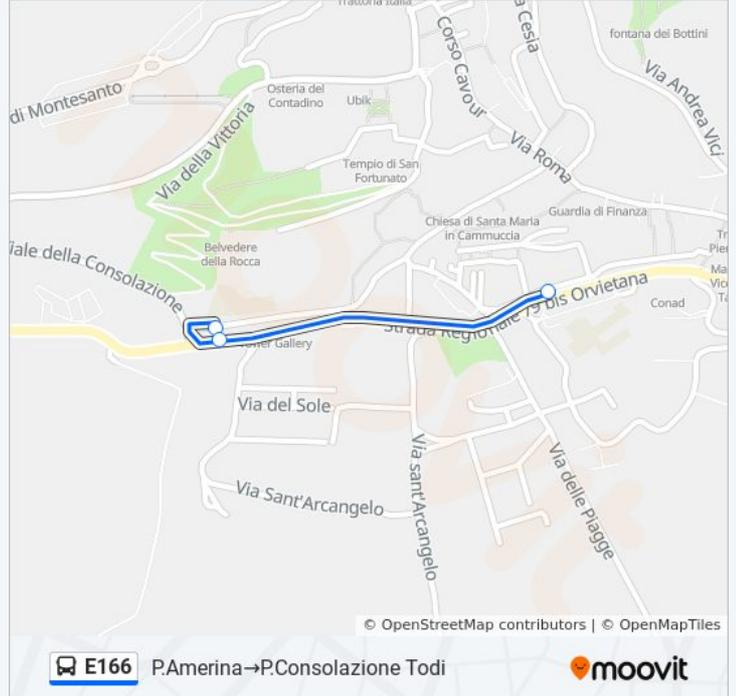 Trattoria Italia
a Cesia
fontana dei Bottini
Corso Cavour
Via Andrea Vici
di Montesanto
Osteria del
Contadino
Ubik
Via della Vittoria
Via Roma
Tempio di San
Fortunato
Guardia di Finanza
Chiesa di Santa Maria
in Cammuccia
Belvedere
della Rocca
iale della Consolazione
Conad
Strada Regionale 79 bis Orvietana
Gallery
Via del Sole
Via sant'Arcangelo
Via delle Piagge
Via Sant'Arcangelo
© OpenStreetMap contributors | © OpenMapTiles
E166 P.Amerina→P.Consolazione Todi
moovit